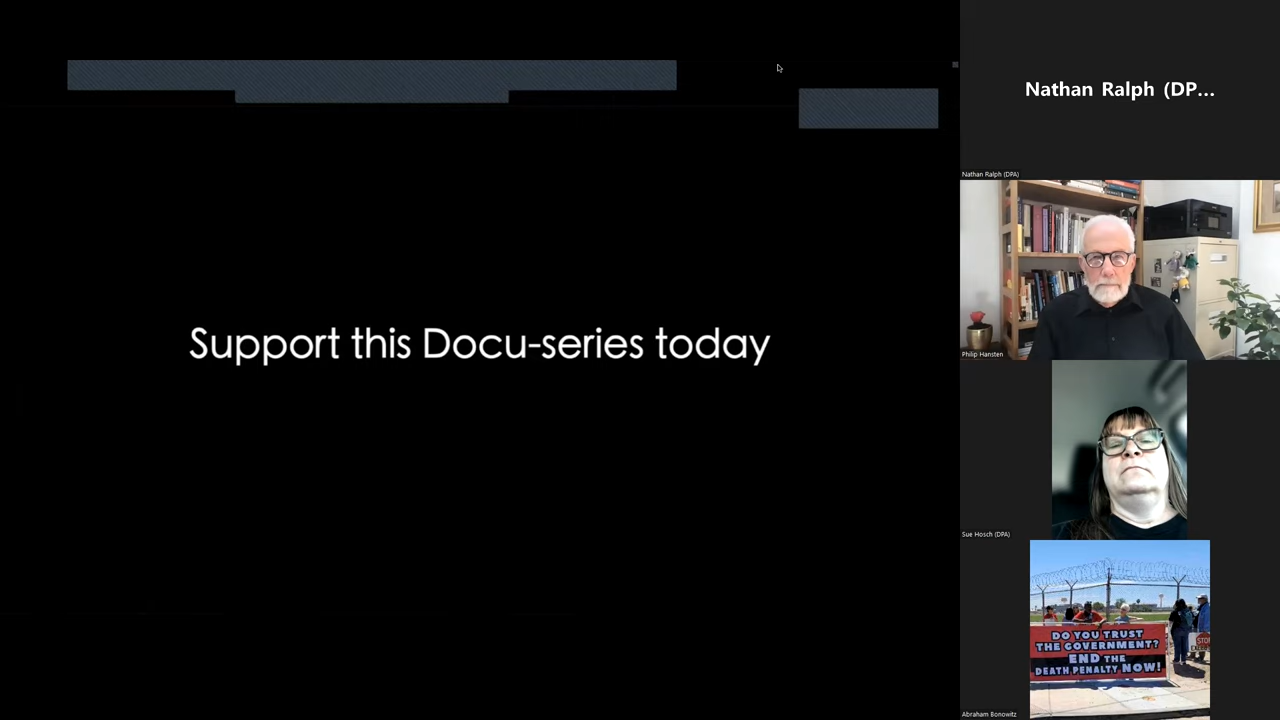 Support this Docu-series today
Nathan Ralph (DP...
Nathan Ralph (DPA)
Philip Hansten
Sue Hosch (DPA)
DO YOU TRUST
THE GOVERNMENT?
END THE
DEATH PENALTY NOW!
STOP
Abraham Bonowitz